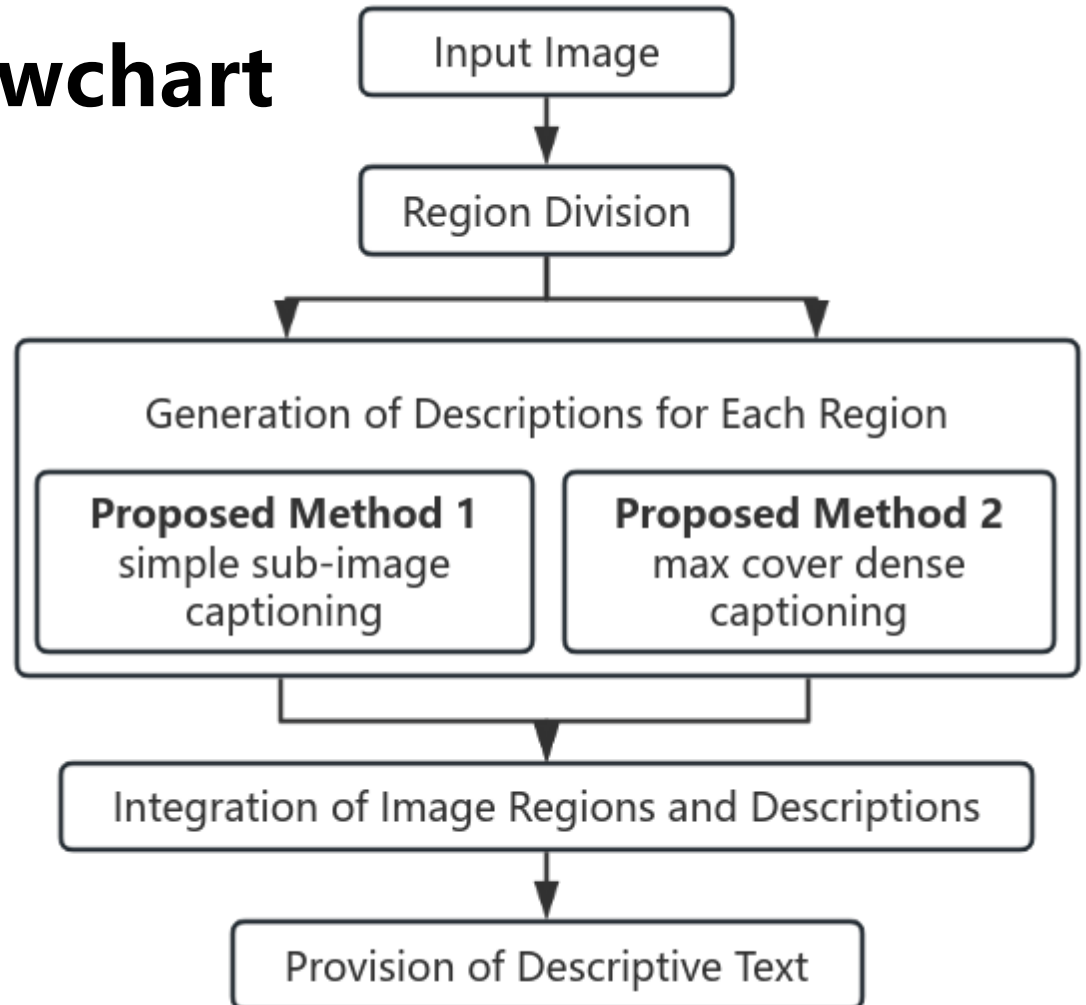 wchart
Input Image
Region Division
Generation of Descriptions for Each Region
Proposed Method 1
simple sub-image
captioning
Proposed Method 2
max cover dense
captioning
Integration of Image Regions and Descriptions
Provision of Descriptive Text